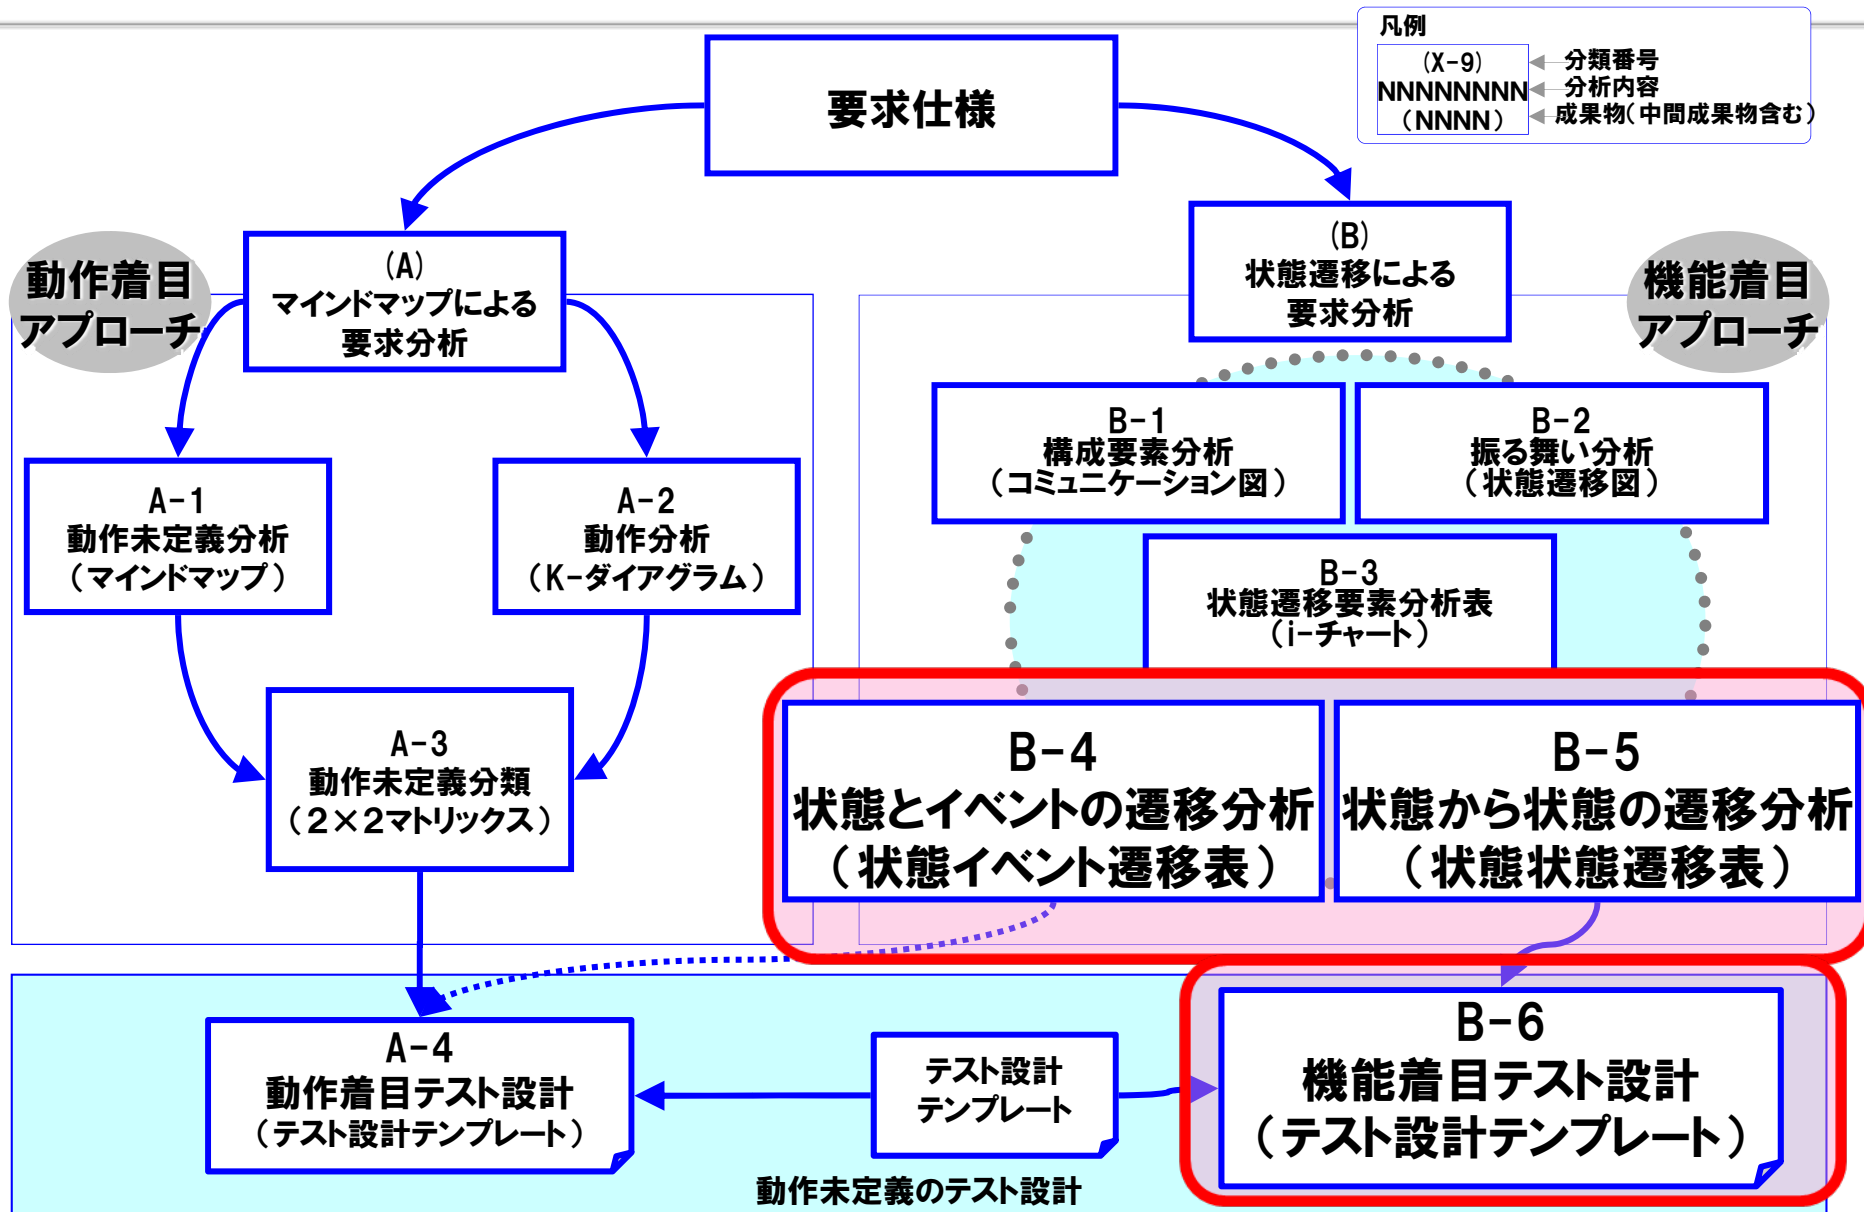 凡例
(X-9)
NNNNNNNN
(NNNN)
分類番号
分析内容
成果物(中間成果物含む)
要求仕様
動作着目
アプローチ
(A)
マインドマップによる
要求分析
(B)
状態遷移による
要求分析
機能着目
アプローチ
A-1
動作未定義分析
(マインドマップ)
A-2
動作分析
(K-ダイアグラム)
B-1
構成要素分析
(コミュニケーション図)
B-2
振る舞い分析
(状態遷移図)
B-3
状態遷移要素分析表
(i-チャート)
A-3
動作未定義分類
(2×2マトリックス)
B-4
状態とイベントの遷移分析
(状態イベント遷移表)
B-5
状態から状態の遷移分析
(状態状態遷移表)
A-4
動作着目テスト設計
(テスト設計テンプレート)
テスト設計
テンプレート
B-6
機能着目テスト設計
(テスト設計テンプレート)
動作未定義のテスト設計